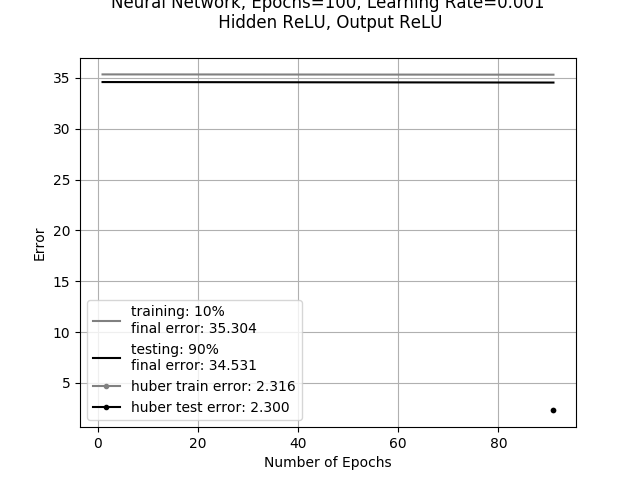 Neural Network, Epochs=100, Learning Rate=0.001
Hidden ReLU, Output ReLU
35
30
25
20
15
10
5
Error
training: 10%
final error: 35.304
testing: 90%
final error: 34.531
huber train error: 2.316
huber test error: 2.300
0 20 40 60 80
Number of Epochs